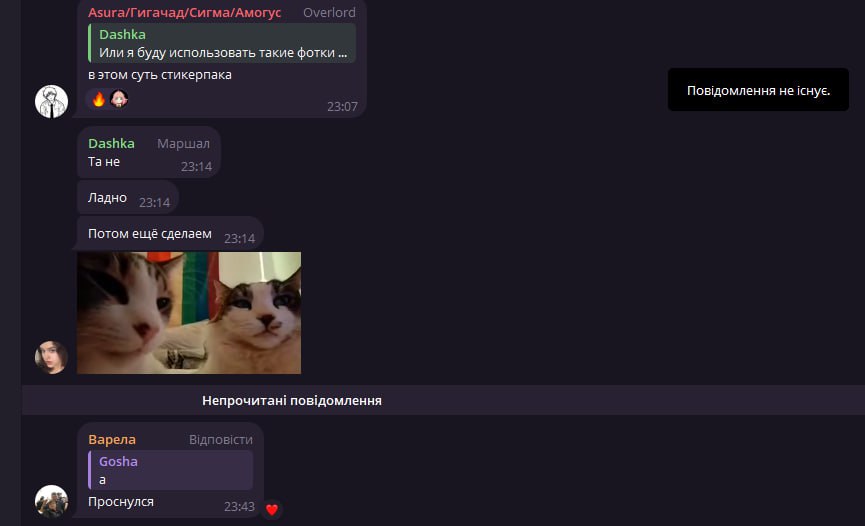 Asura/Гигачад/Сигма/Амогус Overlord
Dashka
Или я буду использовать такие фотки ...
в этом суть стикерпака
23:07
Повідомлення не існує.
Dashka Маршал
Та не
23:14
Ладно 23:14
Потом ещё сделаем 23:14
Непрочитані повідомлення
Варела Відповісти
Gosha
а
Проснулся 23:43